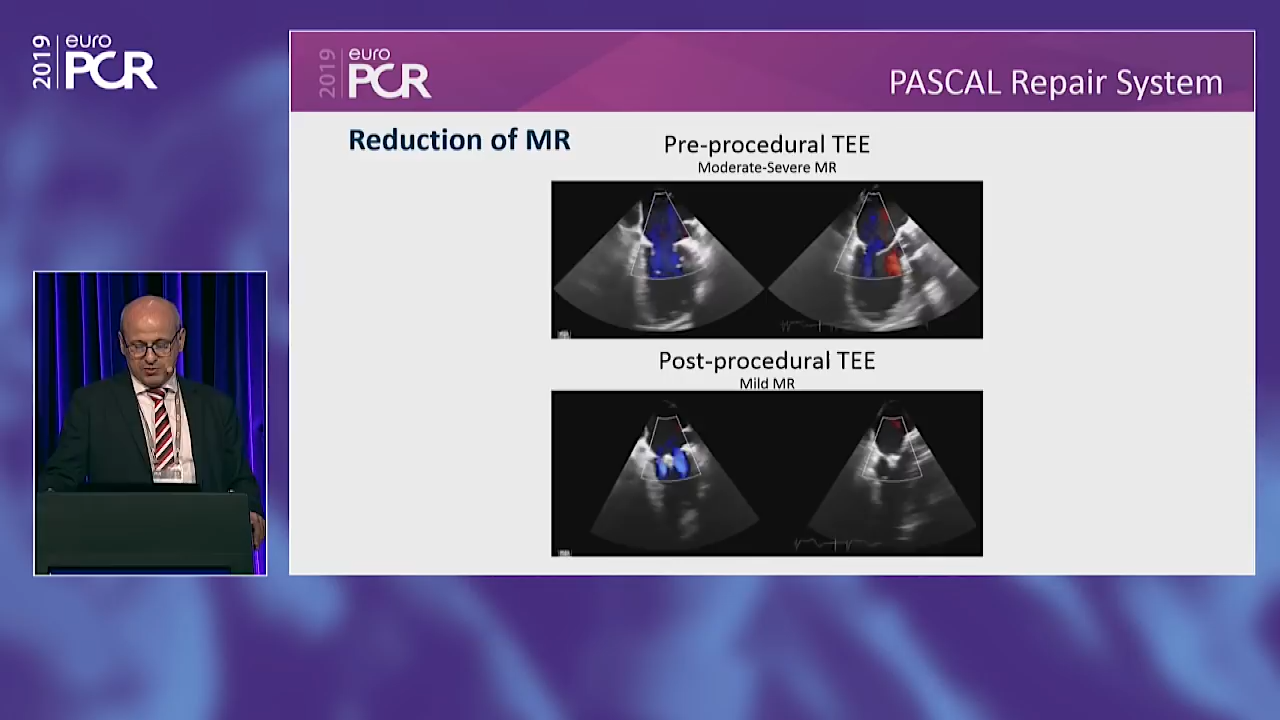 2019 euro PCR
2019 euro PCR
PASCAL Repair System
Reduction of MR
Pre-procedural TEE
Moderate-Severe MR
Post-procedural TEE
Mild MR